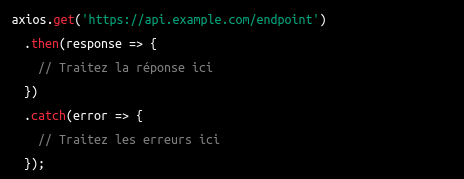 axios.get('https://api.example.com/endpoint')
  .then(response => {
    // Traitez la réponse ici
  })
  .catch(error => {
    // Traitez les erreurs ici
  });